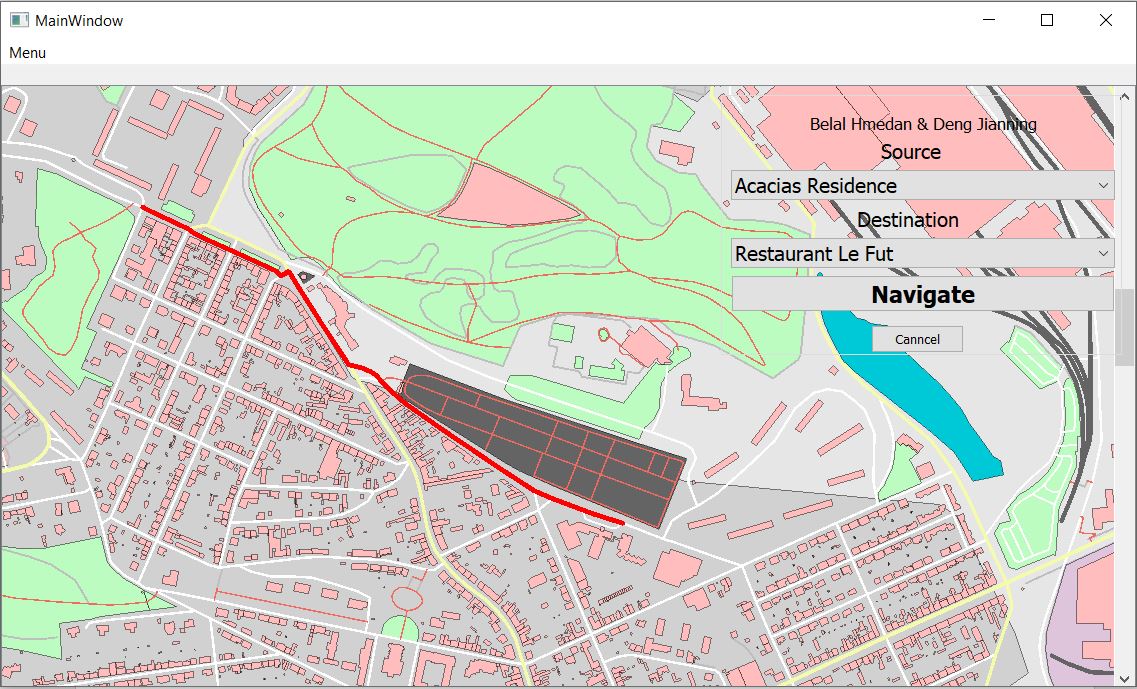 MainWindow
Menu
Belal Hmedan & Deng Jianning
Source
Acacias Residence
Destination
Restaurant Le Fut
Navigate
Canncel